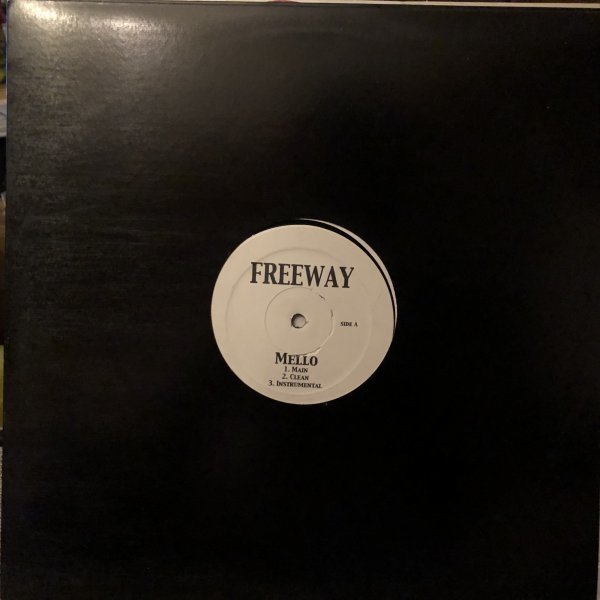 FREEWAY
SIDE A
MELLO
1. MAIN
2. CLEAN
3. INSTRUMENTAL